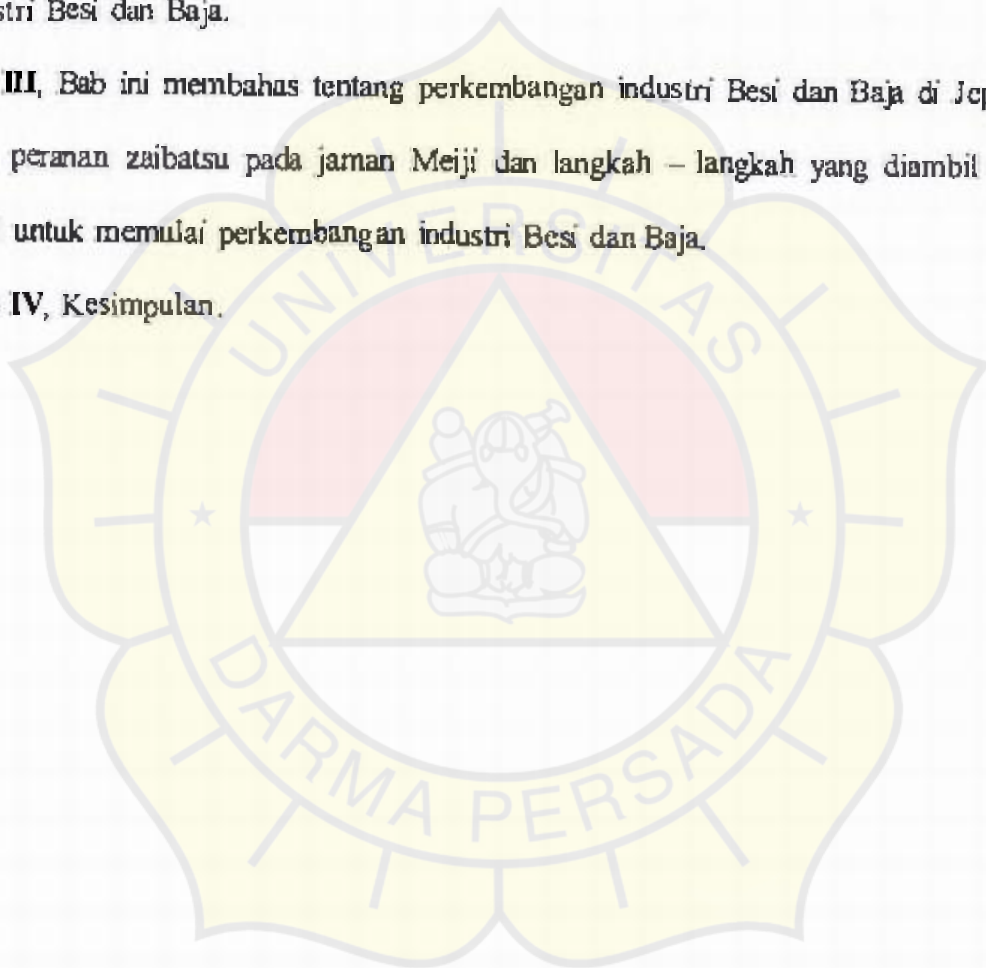 stri Besi dan Baja.
III, Bab ini membahas tentang perkembangan industri Besi dan Baja di Jep
peranan zaibatsu pada jaman Meiji dan langkah – langkah yang diambil
untuk memulai perkembangan industri Besi dan Baja.
IV, Kesimpulan.
UNIVERSITAS
DARMA PERSADA